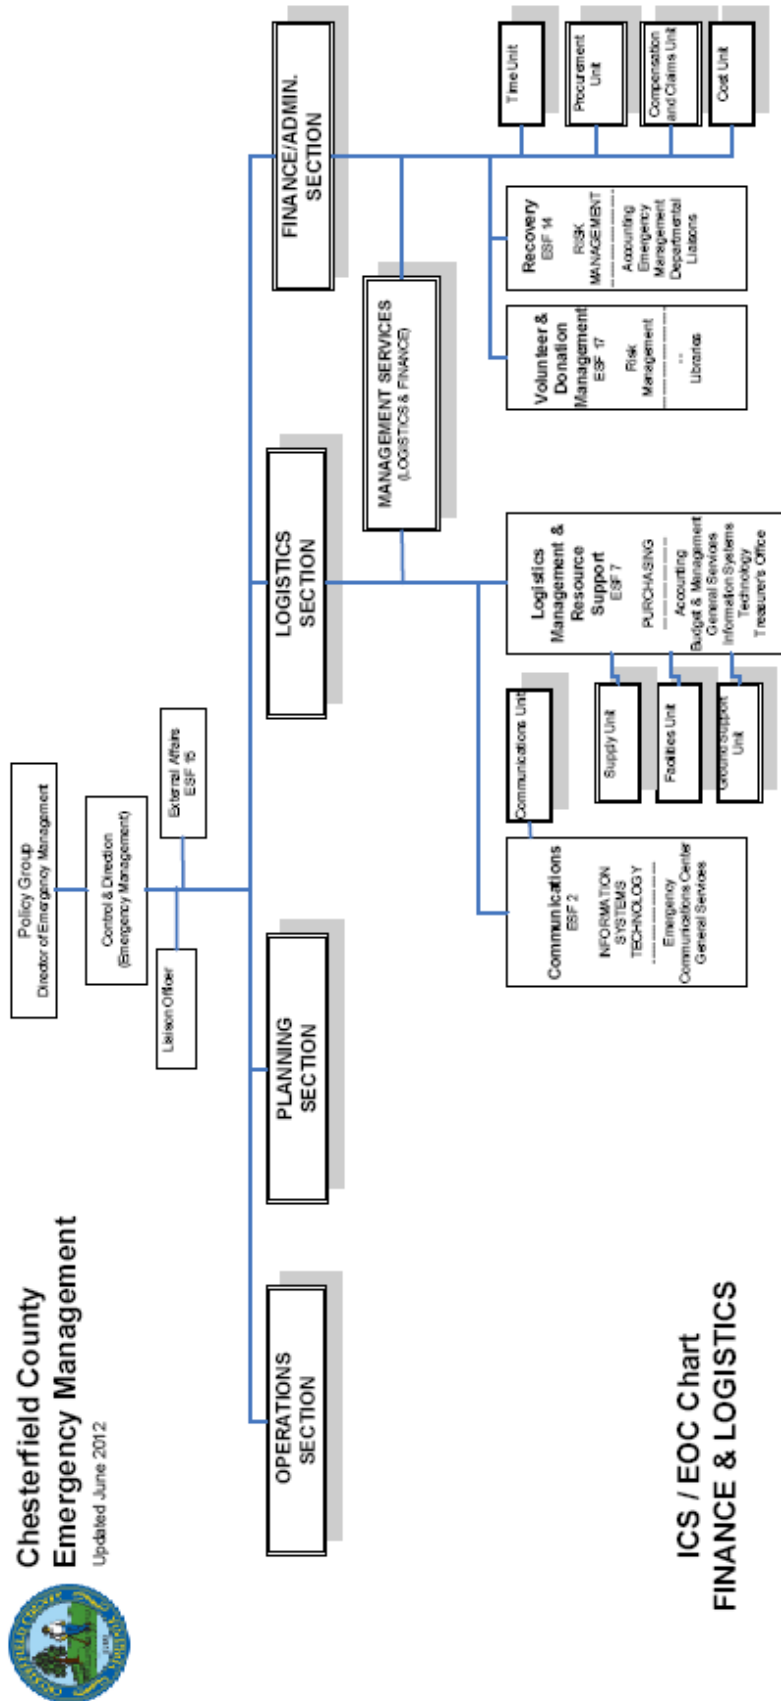 Chesterfield County
Emergency Management
Updated June 2012
Policy Group
Director of Emergency Management
Control & Direction
(Emergency Management)
Liaison Officer
External Affairs
ESF 15
OPERATIONS
SECTION
PLANNING
SECTION
LOGISTICS
SECTION
FINANCE/ADMIN.
SECTION
MANAGEMENT SERVICES
(LOGISTICS & FINANCE)
Communications
ESF 2
INFORMATION
SYSTEMS
TECHNOLOGY
Emergency
Communications Center
General Services
Communications Unit
Supply Unit
Facilities Unit
Ground Support
Unit
Logistics
Management &
Resource
Support
ESF 7
PURCHASING
Accounting
Budget & Management
General Services
Information Systems
Technology
Treasurer's Office
Volunteer &
Donation
Management
ESF 17
Risk
Management
Libraries
Recovery
ESF 14
RISK
MANAGEMENT
Accounting
Emergency
Management
Departmental
Liaisons
Time Unit
Procurement
Unit
Compensation
and Claims Unit
Cost Unit
ICS / EOC Chart
FINANCE & LOGISTICS